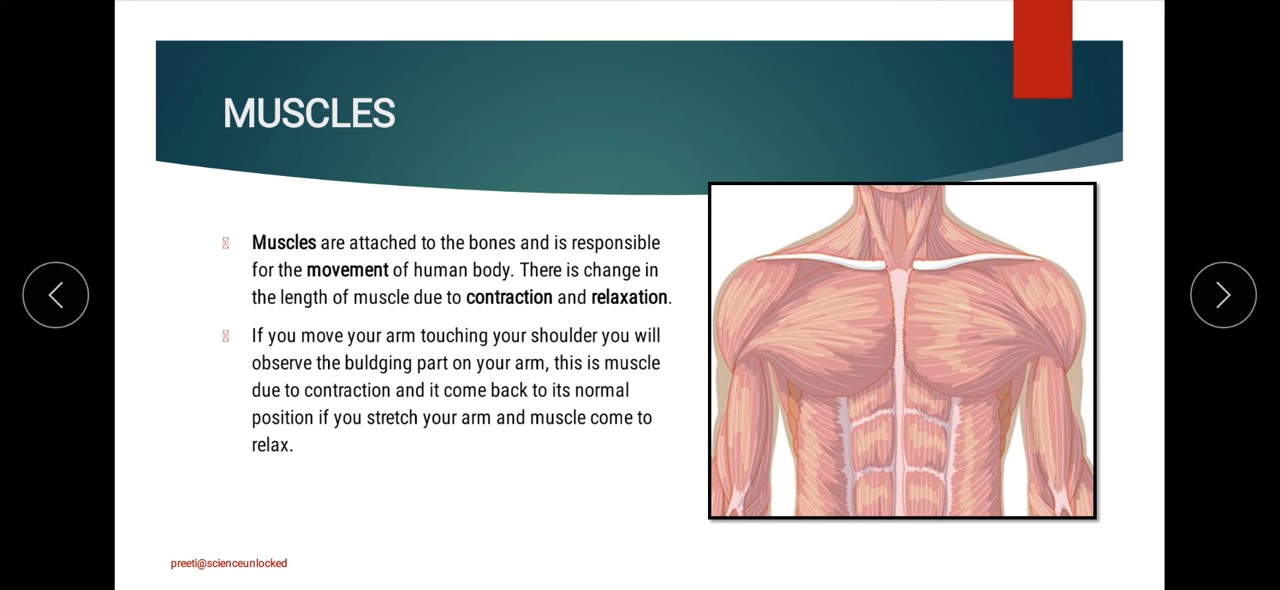 MUSCLES
Muscles are attached to the bones and is responsible
for the movement of human body. There is change in
the length of muscle due to contraction and relaxation.
If you move your arm touching your shoulder you will
observe the buldging part on your arm, this is muscle
due to contraction and it come back to its normal
position if you stretch your arm and muscle come to
relax.
preeti@scienceunlocked